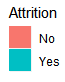 Attrition
No
Yes